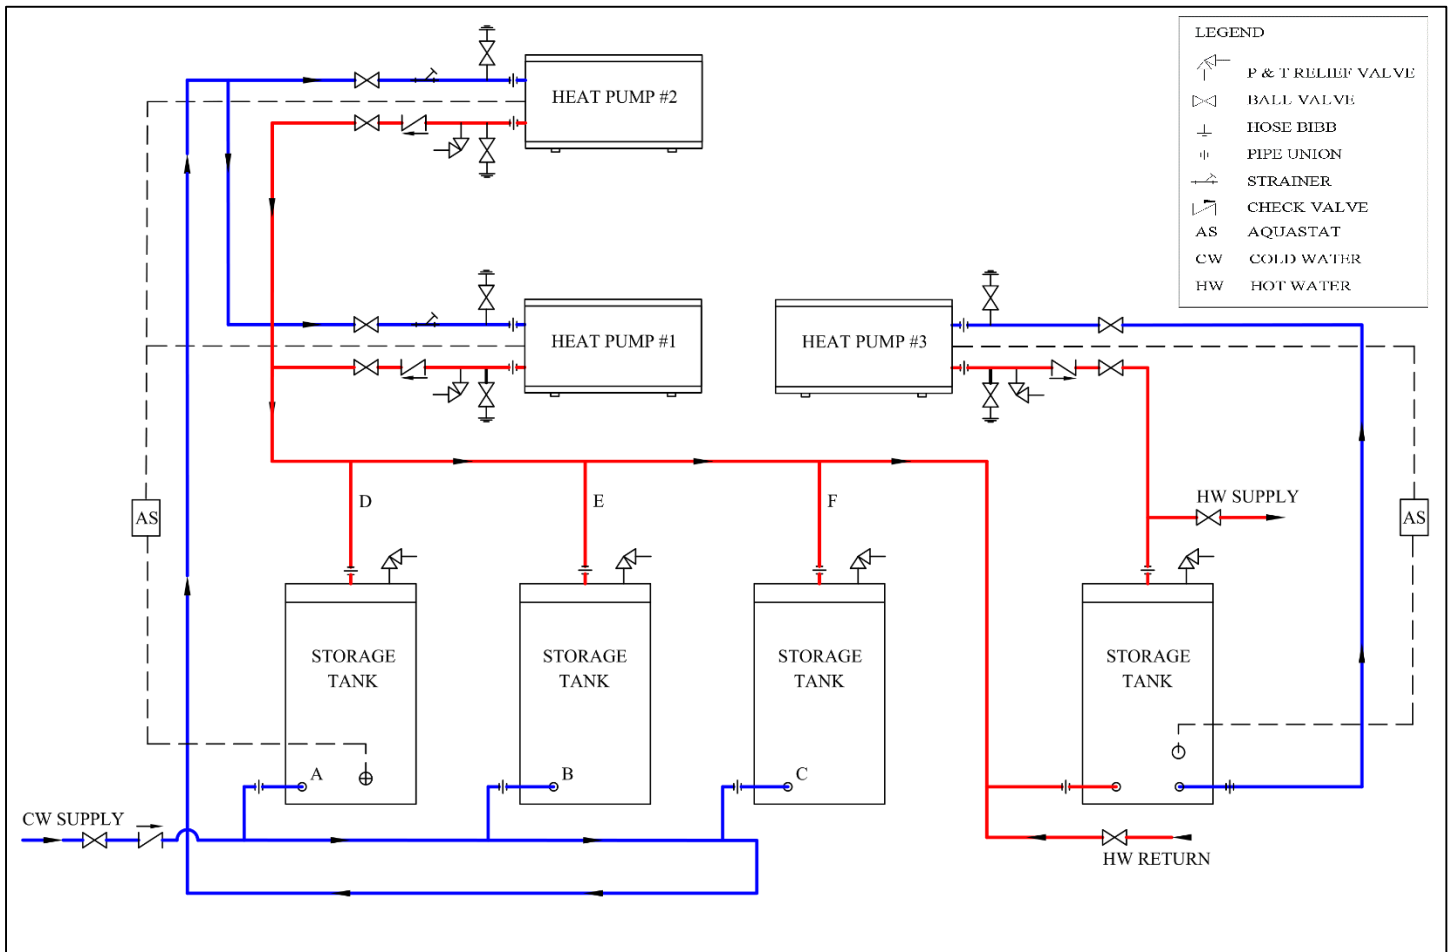 LEGEND
P & T RELIEF VALVE
BALL VALVE
HOSE BIBB
PIPE UNION
STRAINER
CHECK VALVE
AS AQUASTAT
CW COLD WATER
HW HOT WATER
HEAT PUMP #2
HEAT PUMP #1
HEAT PUMP #3
D
E
F
HW SUPPLY
AS
AS
STORAGE
TANK
STORAGE
TANK
STORAGE
TANK
STORAGE
TANK
A
B
C
CW SUPPLY
HW RETURN